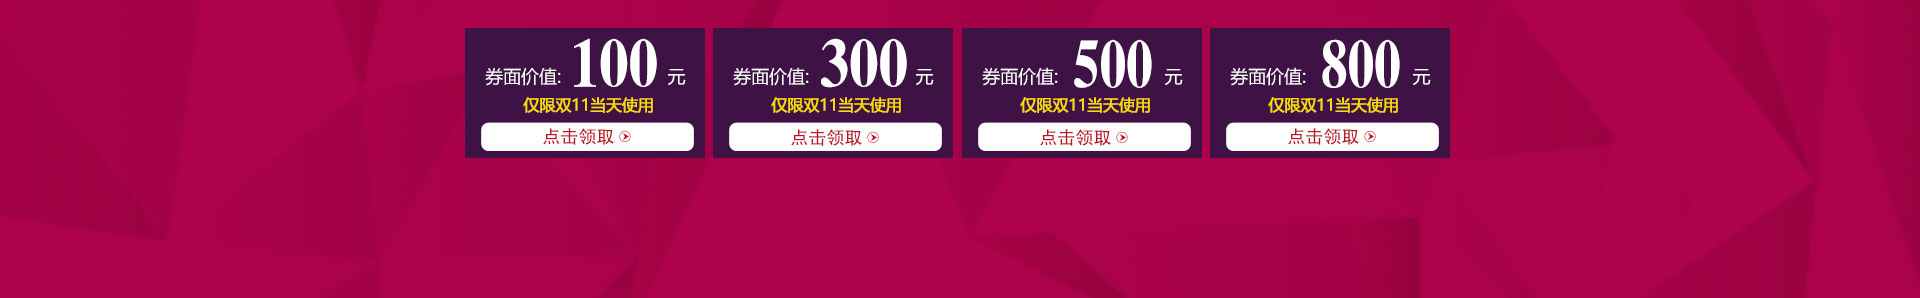 券面价值: 100 元
仅限双11当天使用
点击领取
券面价值: 300 元
仅限双11当天使用
点击领取
券面价值: 500 元
仅限双11当天使用
点击领取
券面价值: 800 元
仅限双11当天使用
点击领取